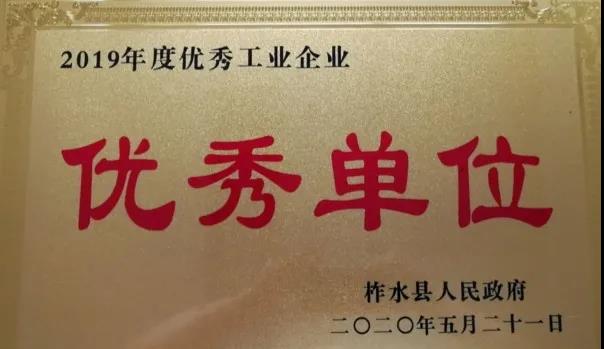 2019年度优秀工业企业
优秀单位
柞水县人民政府
二〇二〇年五月二十一日